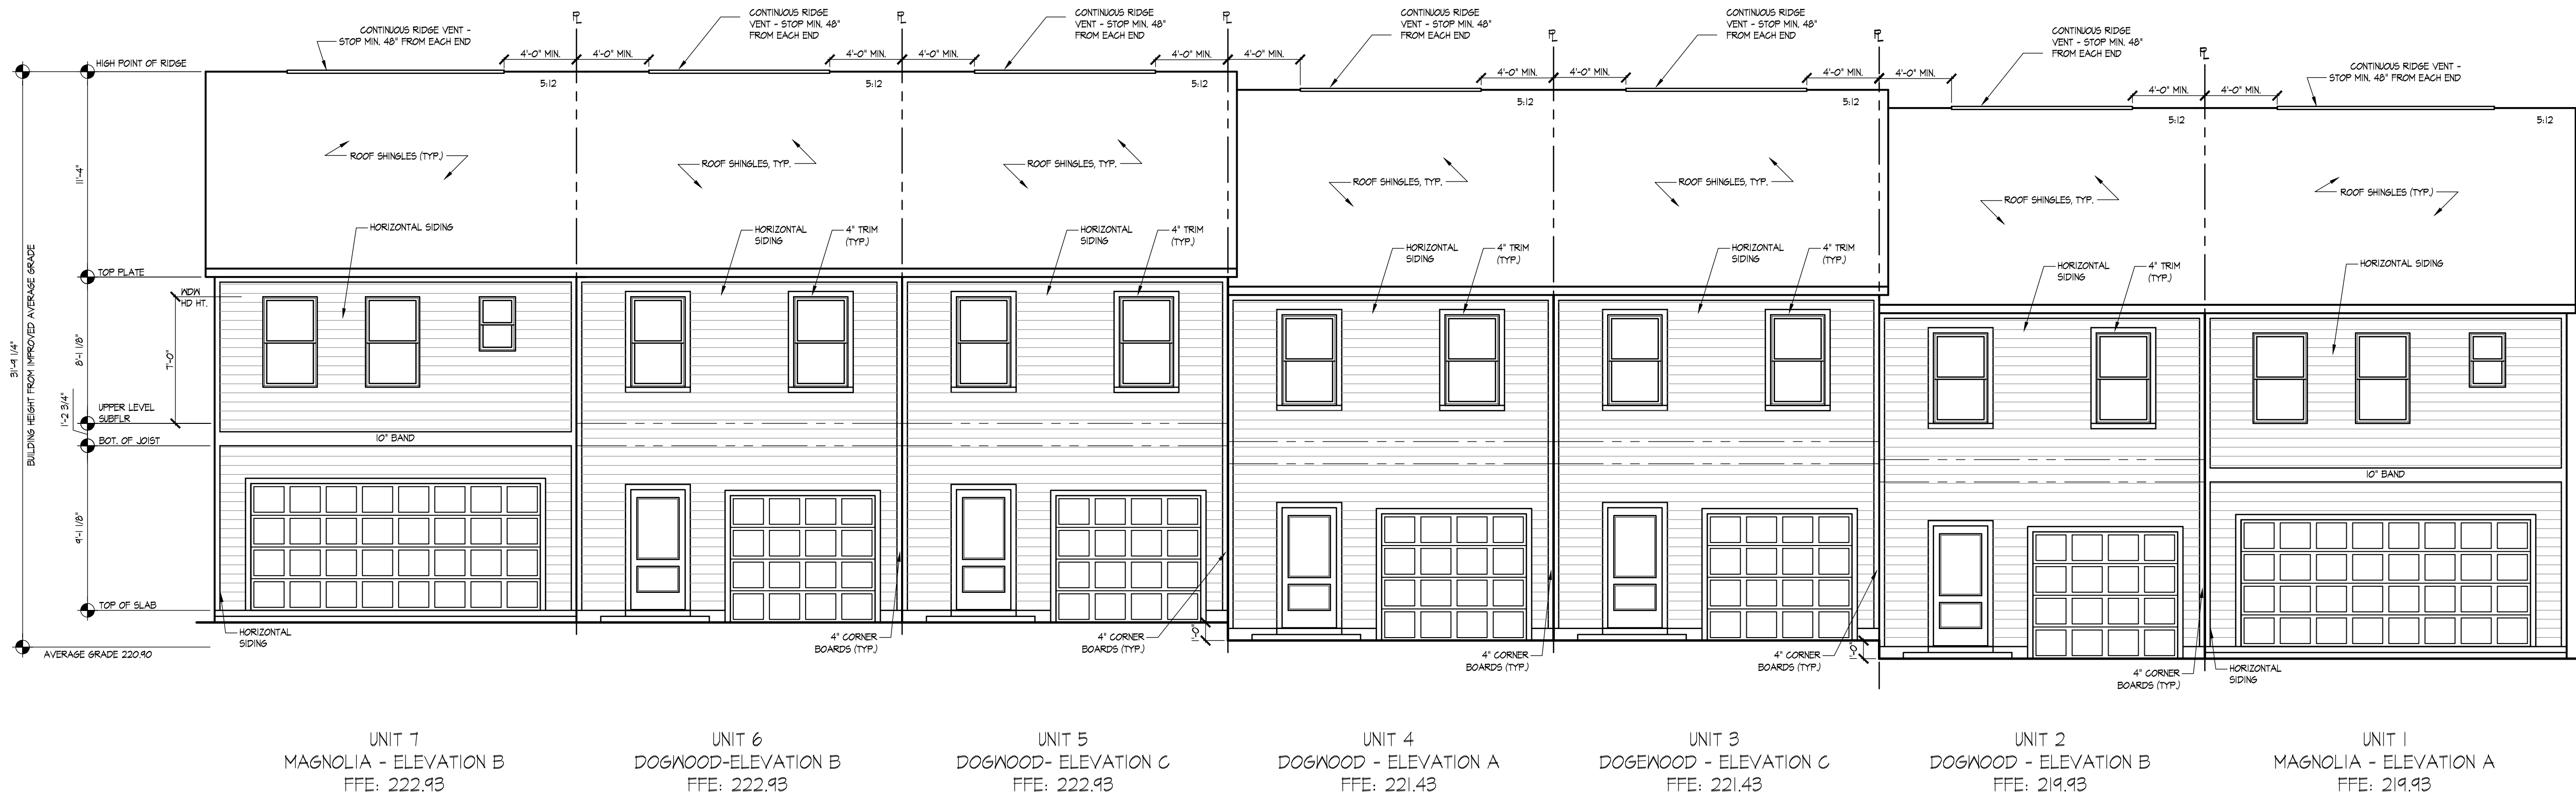 CONTINUOUS RIDGE VENT -
STOP MIN. 48" FROM EACH END
4'-0" MIN.
PL
4'-0" MIN.
CONTINUOUS RIDGE
VENT - STOP MIN. 48"
FROM EACH END
4'-0" MIN.
PL
4'-0" MIN.
CONTINUOUS RIDGE
VENT - STOP MIN. 48"
FROM EACH END
4'-0" MIN.
PL
4'-0" MIN.
CONTINUOUS RIDGE
VENT - STOP MIN. 48"
FROM EACH END
4'-0" MIN.
PL
4'-0" MIN.
CONTINUOUS RIDGE
VENT - STOP MIN. 48"
FROM EACH END
4'-0" MIN.
PL
4'-0" MIN.
CONTINUOUS RIDGE
VENT - STOP MIN. 48"
FROM EACH END
4'-0" MIN.
PL
4'-0" MIN.
CONTINUOUS RIDGE VENT -
STOP MIN. 48" FROM EACH END
HIGH POINT OF RIDGE
5:12
5:12
5:12
5:12
5:12
5:12
5:12
11'-4"
ROOF SHINGLES (TYP.)
ROOF SHINGLES, TYP.
ROOF SHINGLES, TYP.
ROOF SHINGLES, TYP.
ROOF SHINGLES, TYP.
ROOF SHINGLES, TYP.
ROOF SHINGLES (TYP.)
HORIZONTAL SIDING
HORIZONTAL
SIDING
4" TRIM
(TYP.)
HORIZONTAL
SIDING
4" TRIM
(TYP.)
HORIZONTAL
SIDING
4" TRIM
(TYP.)
HORIZONTAL
SIDING
4" TRIM
(TYP.)
HORIZONTAL
SIDING
4" TRIM
(TYP.)
HORIZONTAL SIDING
TOP PLATE
WDW
HD HT.
31'-9 1/4"
BUILDING HEIGHT FROM IMPROVED AVERAGE GRADE
8'-1 1/8"
7'-0"
1'-2 3/4"
UPPER LEVEL
SUBFLR
BOT. OF JOIST
10" BAND
10" BAND
9'-1 1/8"
TOP OF SLAB
HORIZONTAL
SIDING
AVERAGE GRADE 220.90
4" CORNER
BOARDS (TYP.)
4" CORNER
BOARDS (TYP.)
1'-0"
4" CORNER
BOARDS (TYP.)
4" CORNER
BOARDS (TYP.)
1'-0"
4" CORNER
BOARDS (TYP.)
HORIZONTAL
SIDING
UNIT 7
MAGNOLIA - ELEVATION B
FFE: 222.93
UNIT 6
DOGWOOD-ELEVATION B
FFE: 222.93
UNIT 5
DOGWOOD- ELEVATION C
FFE: 222.93
UNIT 4
DOGWOOD - ELEVATION A
FFE: 221.43
UNIT 3
DOGEWOOD - ELEVATION C
FFE: 221.43
UNIT 2
DOGWOOD - ELEVATION B
FFE: 219.93
UNIT 1
MAGNOLIA - ELEVATION A
FFE: 219.93